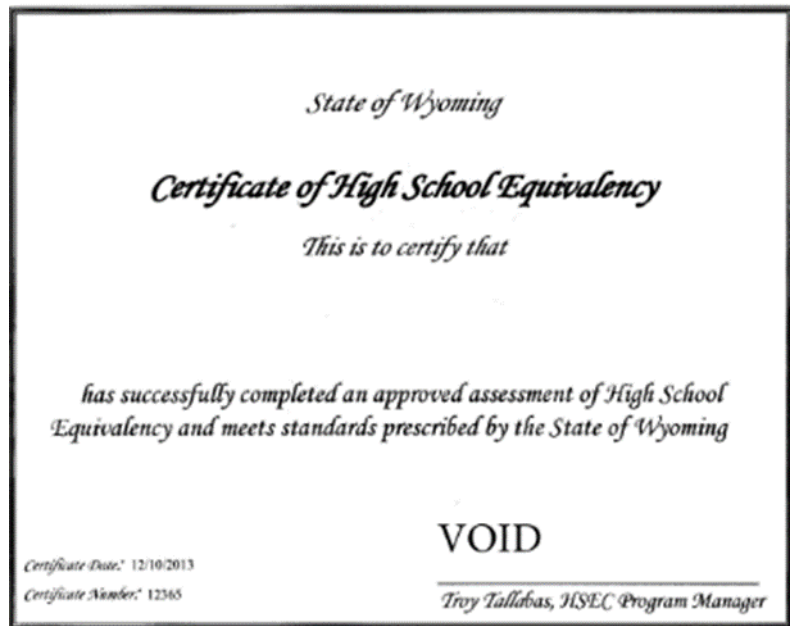 State of Wyoming
Certificate of High School Equivalency
This is to certify that
has successfully completed an approved assessment of High School
Equivalency and meets standards prescribed by the State of Wyoming
VOID
Certificate Date: 12/10/2013
Certificate Number: 12365
Troy Tallabas, HSEC Program Manager